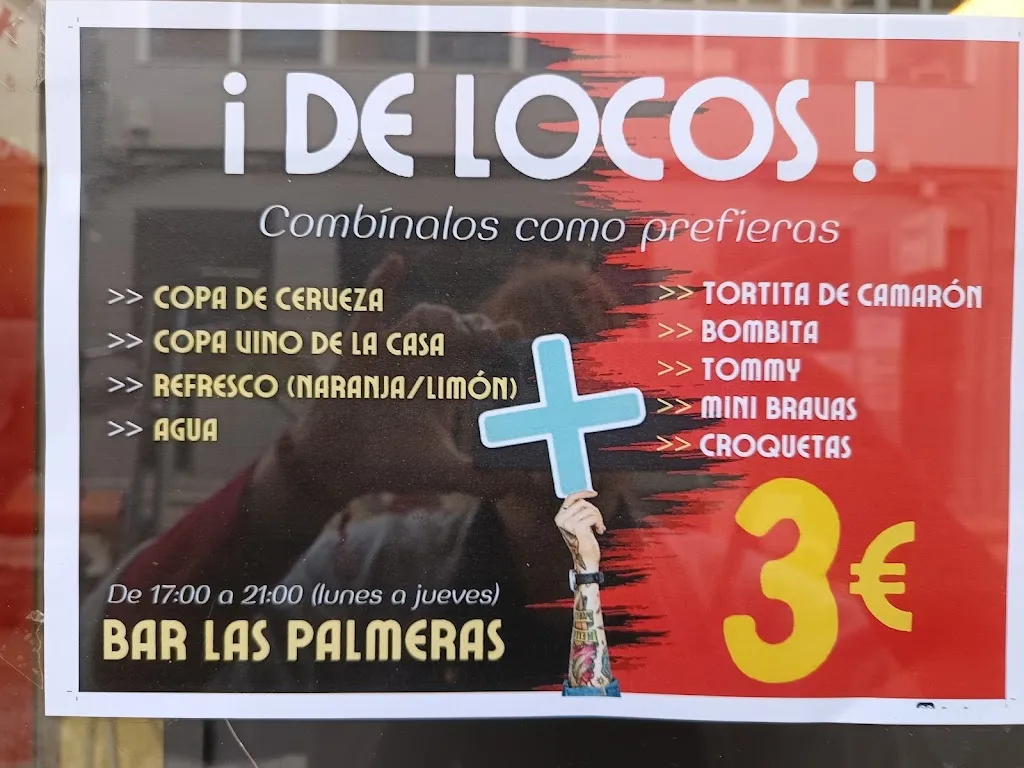 ¡DE LOCOS!
Combínalos como prefieras
>> COPA DE CERVEZA
>> COPA VINO DE LA CASA
>> REFRESCO (NARANJA/LIMÓN)
>> AGUA
>> TORTITA DE CAMARÓN
>> BOMBITA
>> TOMMY
>> MINI BRAVAS
>> CROQUETAS
3€
De 17:00 a 21:00 (lunes a jueves)
BAR LAS PALMERAS